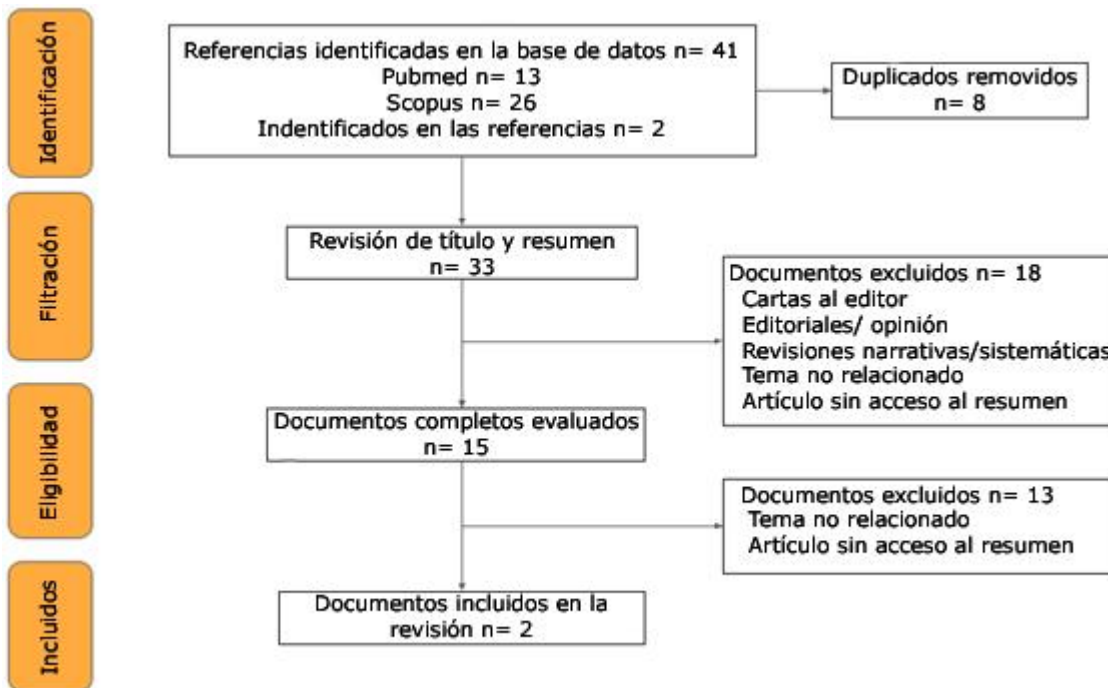 Identificación
Referencias identificadas en la base de datos n= 41
Pubmed n= 13
Scopus n= 26
Indentificados en las referencias n= 2
Duplicados removidos
n= 8
Filtración
Revisión de título y resumen
n= 33
Documentos excluidos n= 18
Cartas al editor
Editoriales/ opinión
Revisiones narrativas/sistemáticas
Tema no relacionado
Artículo sin acceso al resumen
Eligibilidad
Documentos completos evaluados
n= 15
Documentos excluidos n= 13
Tema no relacionado
Artículo sin acceso al resumen
Incluidos
Documentos incluidos en la
revisión n= 2